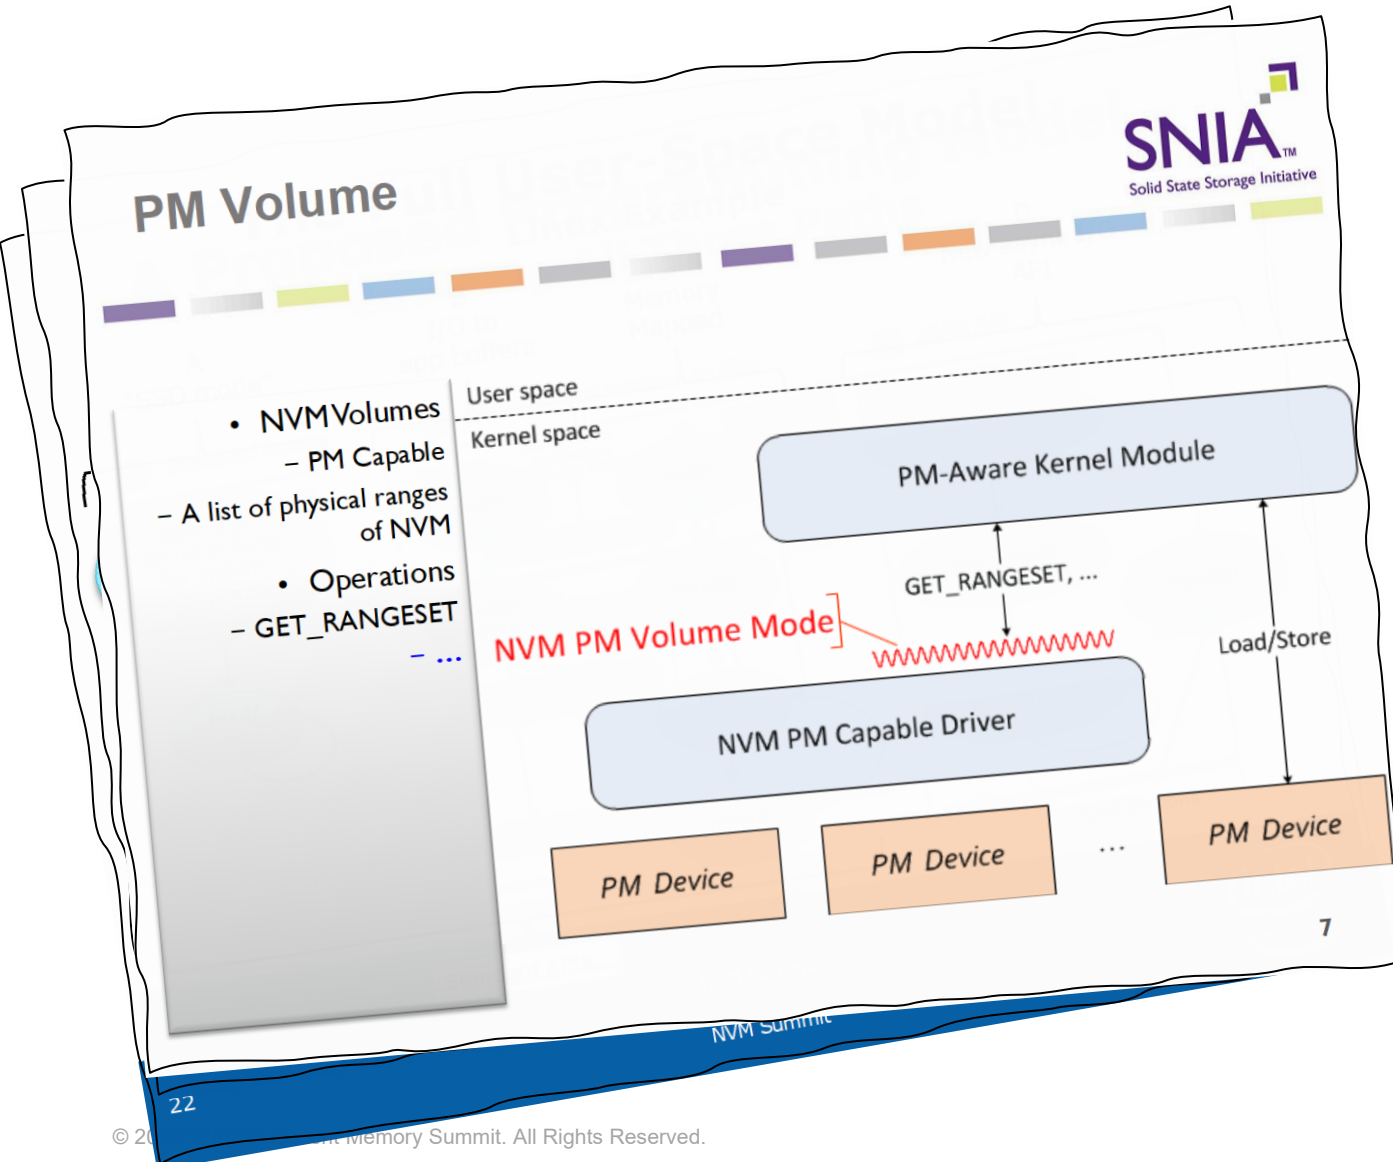 SNIA™
Solid State Storage Initiative
PM Volume
• NVM Volumes
– PM Capable
– A list of physical ranges
of NVM
• Operations
– GET_RANGESET
– ...
User space
Kernel space
PM-Aware Kernel Module
GET_RANGESET, ...
NVM PM Volume Mode
Load/Store
NVM PM Capable Driver
PM Device
PM Device
...
PM Device
7
NVM Summit
22
© Memory Summit. All Rights Reserved.